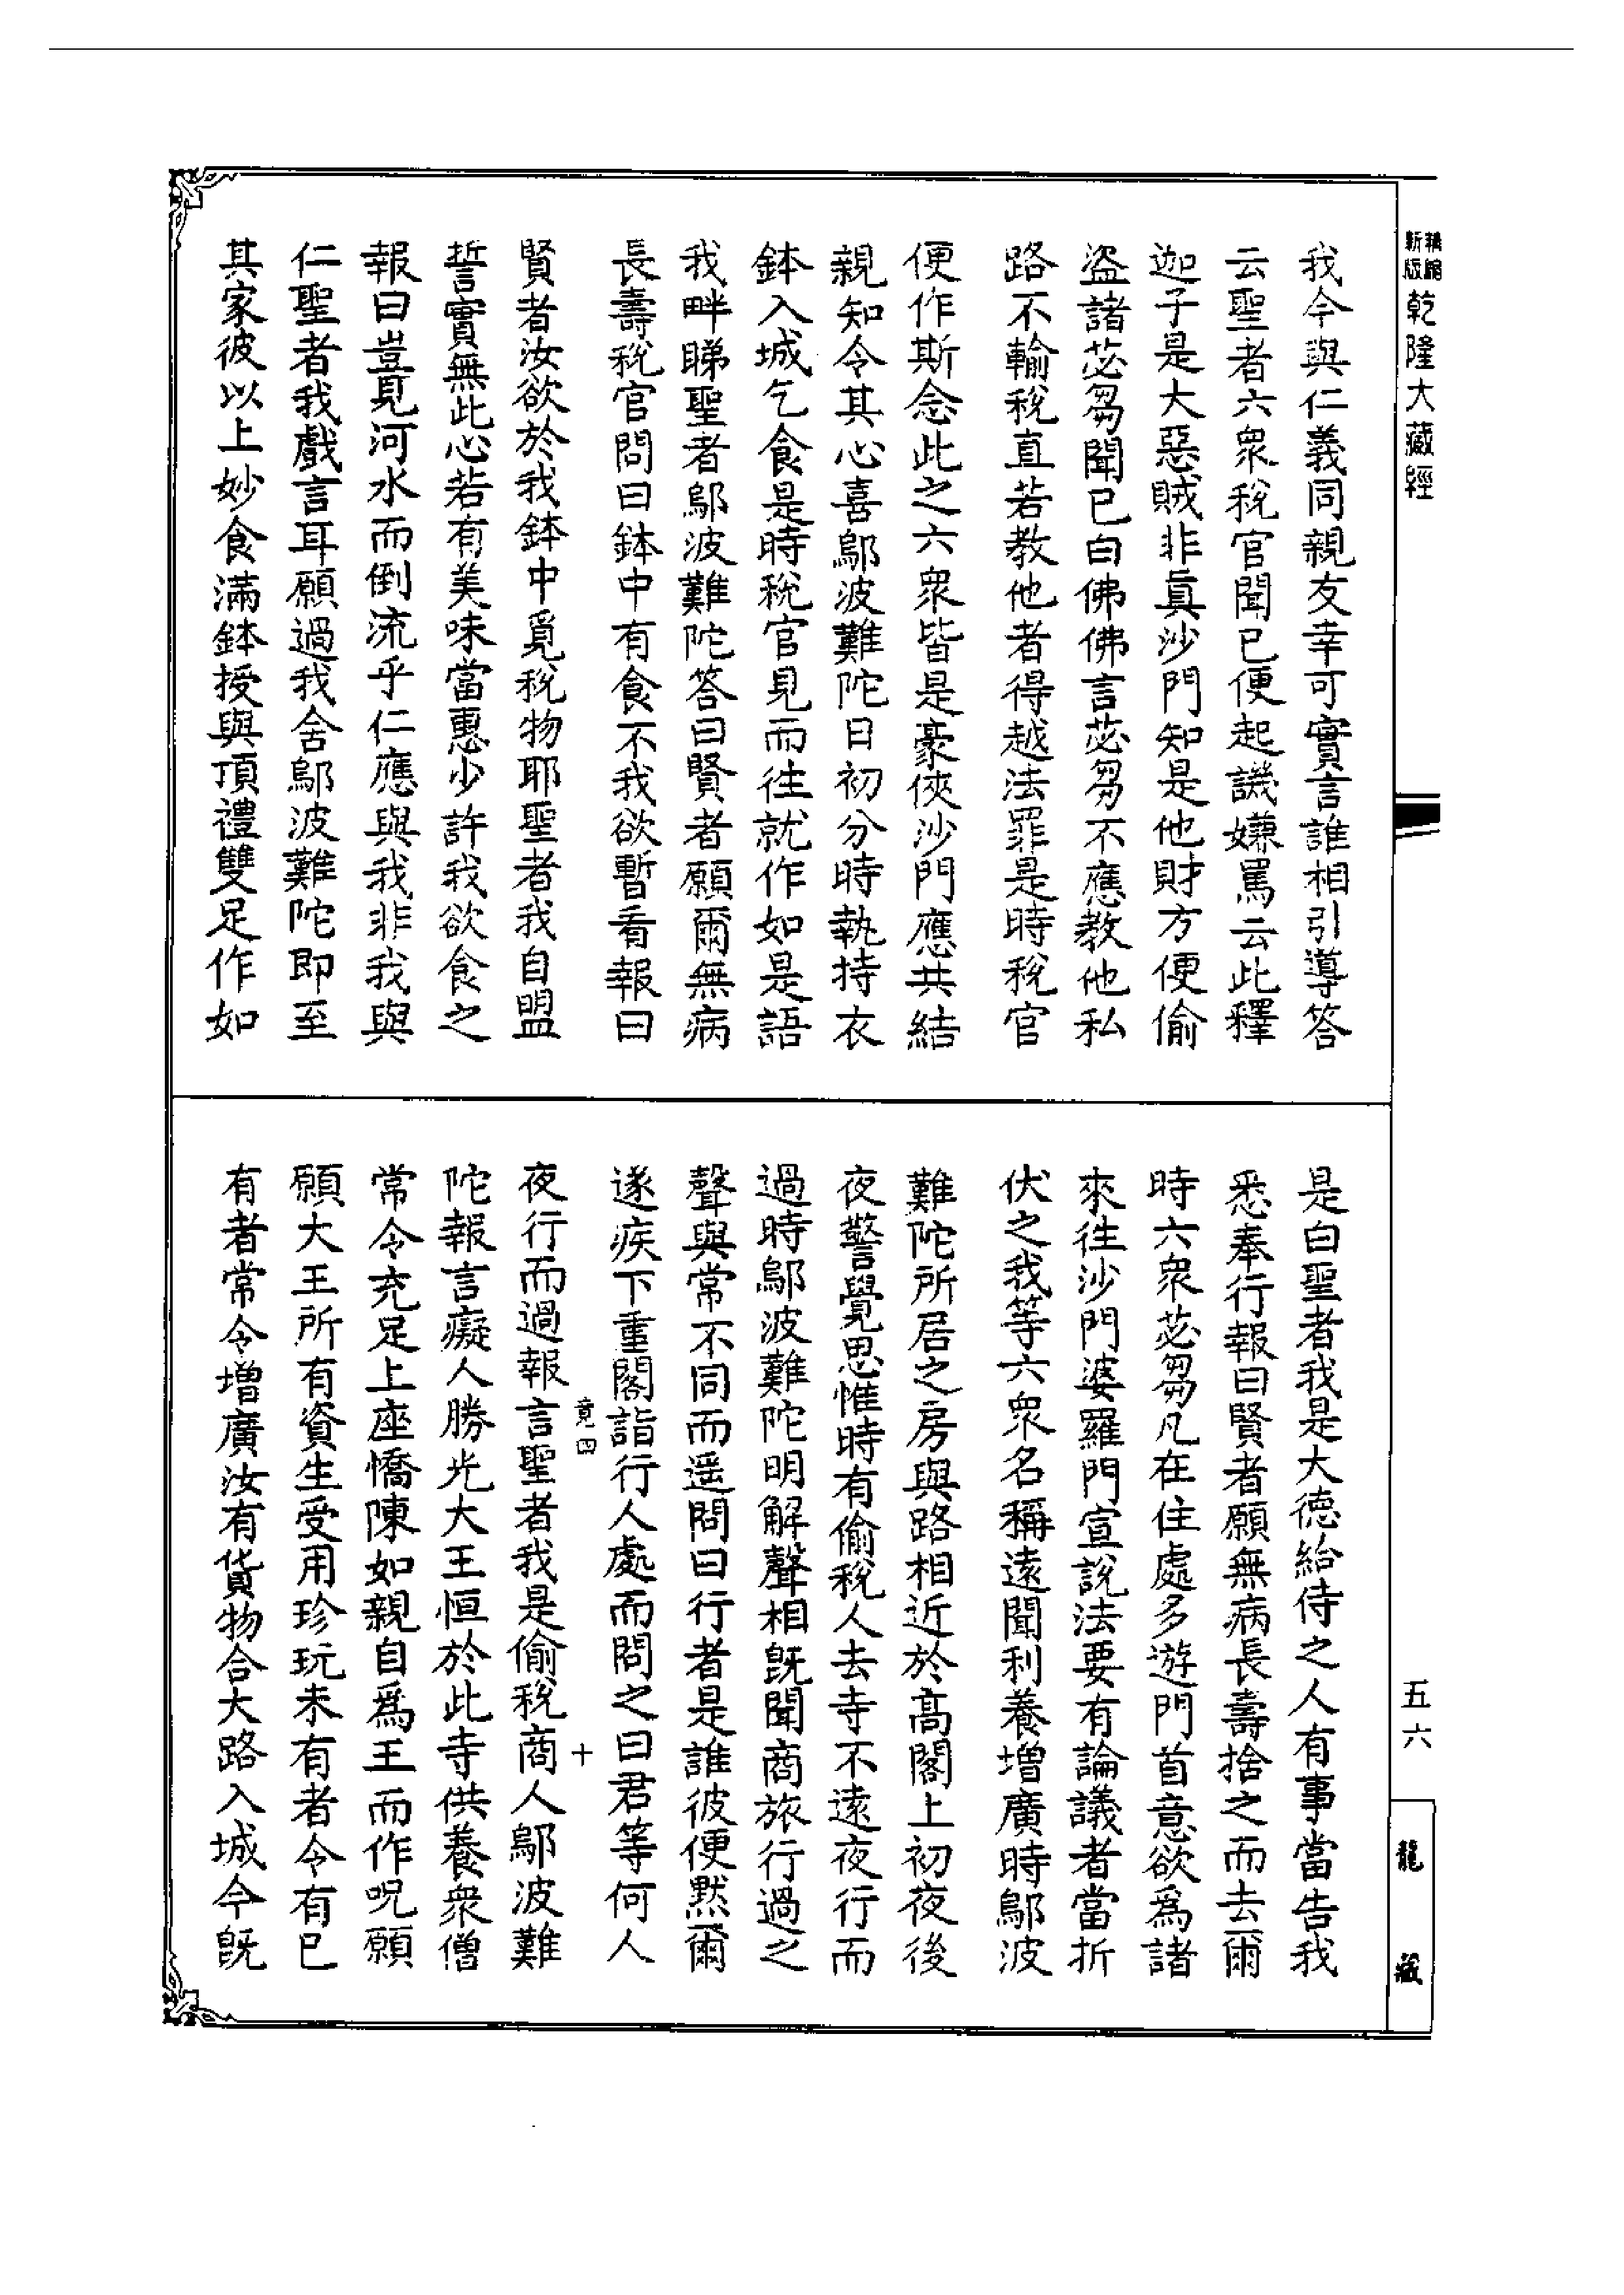 新編縮版
乾隆大藏經
我今與仁義同親友幸可實言誰相引導答
云聖者六衆稅官聞已便起譏嫌罵云此釋
迦子是大惡賊非真沙門知是他財方便偷
盜諸苾芻聞已白佛佛言苾芻不應教他私
路不輸稅直若教他者得越法罪是時稅官
便作斯念此之六衆皆是豪俠沙門應共結
親知令其心喜鄔波難陀日初分時執持衣
鉢入城乞食是時稅官見而往就作如是語
我畔睇聖者鄔波難陀答曰賢者願爾無病
長壽稅官問曰鉢中有食不我欲暫看報曰
賢者汝欲於我鉢中覓稅物耶聖者我自盟
誓實無此心若有美味當惠少許我欲食之
報曰豈見河水而倒流乎仁應與我非我與
仁聖者我戲言耳願過我舍鄔波難陀即至
其家彼以上妙食滿鉢授與頂禮雙足作如
是白聖者我是大德給侍之人有事當告我
悉奉行報曰賢者願無病長壽捨之而去爾
時六衆苾芻凡在住處多遊門首意欲爲諸
來往沙門婆羅門宣說法要有論議者當折
伏之我等六衆名稱遠聞利養增廣時鄔波
難陀所居之房與路相近於高閣上初夜後
夜警覺思惟時有偷稅人去寺不遠夜行而
過時鄔波難陀明解聲相既聞商旅行過之
聲與常不同而遥問曰行者是誰彼便默爾
遂疾下重閣詣行人處而問之曰君等何人
竟四 十
夜行而過報言聖者我是偷稅商人鄔波難
陀報言癡人勝光大王恒於此寺供養衆僧
常令充足上座憍陳如親自爲王而作呪願
願大王所有資生受用珍玩未有者令有已
有者常令增廣汝有貨物合大路入城今既
五六
龍藏